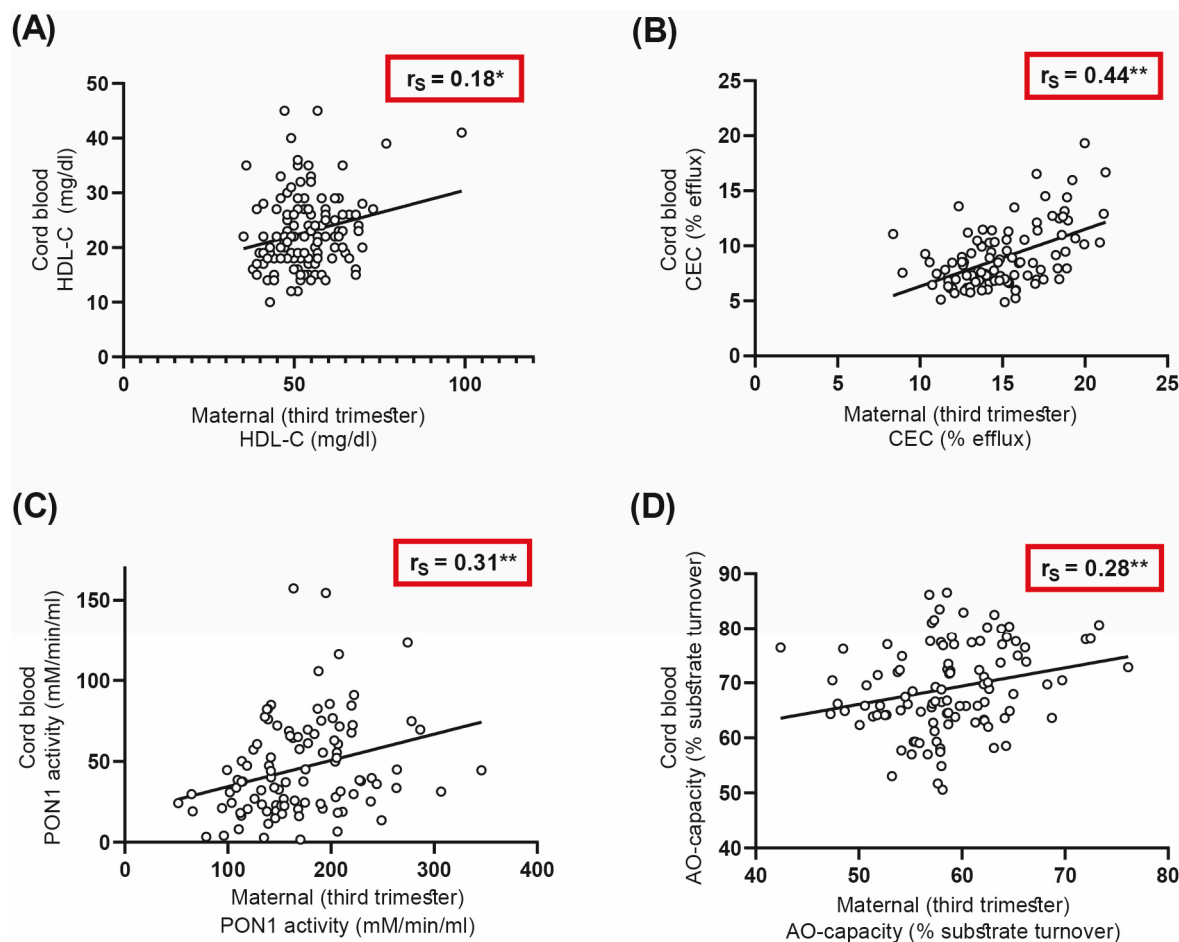 (A)
rS = 0.18*
Cord blood
HDL-C (mg/dl)
50
40
30
20
10
0
0
50
100
Maternal (third trimester)
HDL-C (mg/dl)
(B)
rS = 0.44**
Cord blood
CEC (% efflux)
25
20
15
10
5
0
0
5
10
15
20
25
Maternal (third trimester)
CEC (% efflux)
(C)
rS = 0.31**
Cord blood
PON1 activity (mM/min/ml)
150
100
50
0
0
100
200
300
400
Maternal (third trimester)
PON1 activity (mM/min/ml)
(D)
rS = 0.28**
Cord blood
AO-capacity (% substrate turnover)
90
80
70
60
50
40
40
50
60
70
80
Maternal (third trimester)
AO-capacity (% substrate turnover)